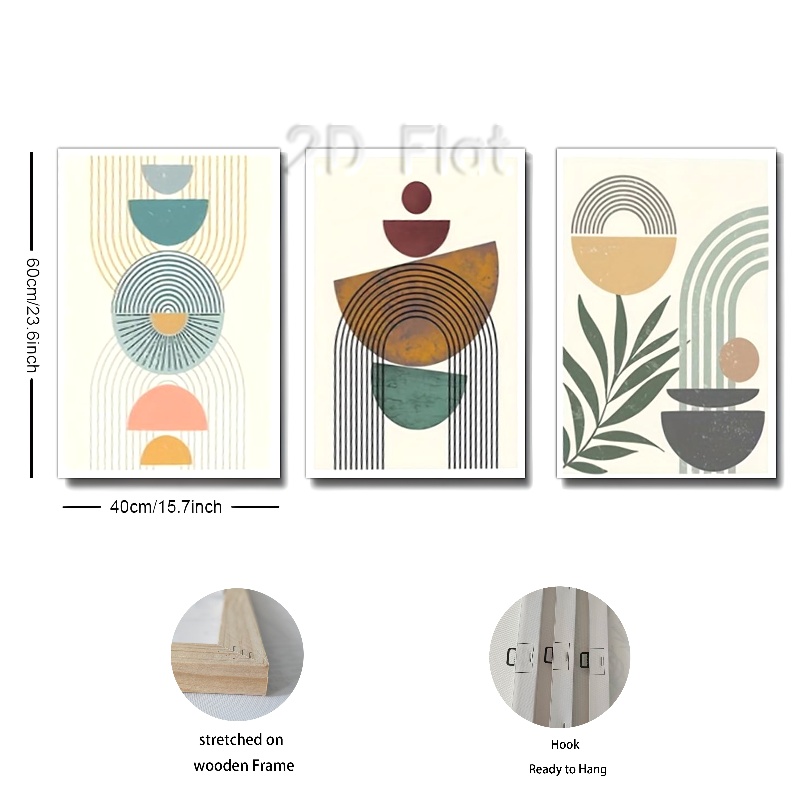 2D Flat
60cm/23.6inch
40cm/15.7inch
stretched on
wooden Frame
Hook
Ready to Hang